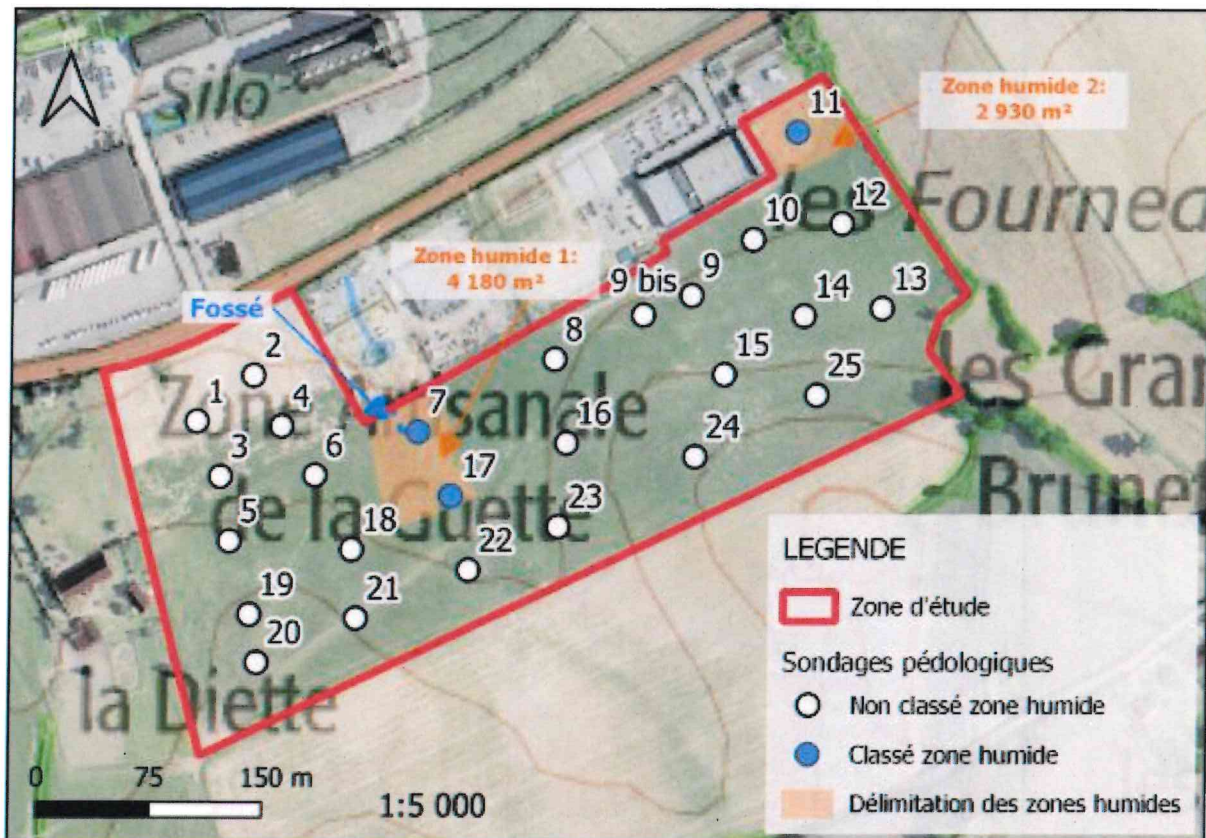 Silo
11
Zone humide 2:
2 930 m²
les Fournea
12
10
Zone humide 1:
4 180 m²
9 bis
9
13
14
Fossé
8
2
15
les Gran
1
4
7
25
Zone Artisanale
16
24
3
6
17
Brunet
de la Guette
5
18
23
22
19
21
20
la Diette
0 75 150 m
1:5 000
LEGENDE
Zone d'étude
Sondages pédologiques
Non classé zone humide
Classé zone humide
Délimitation des zones humides